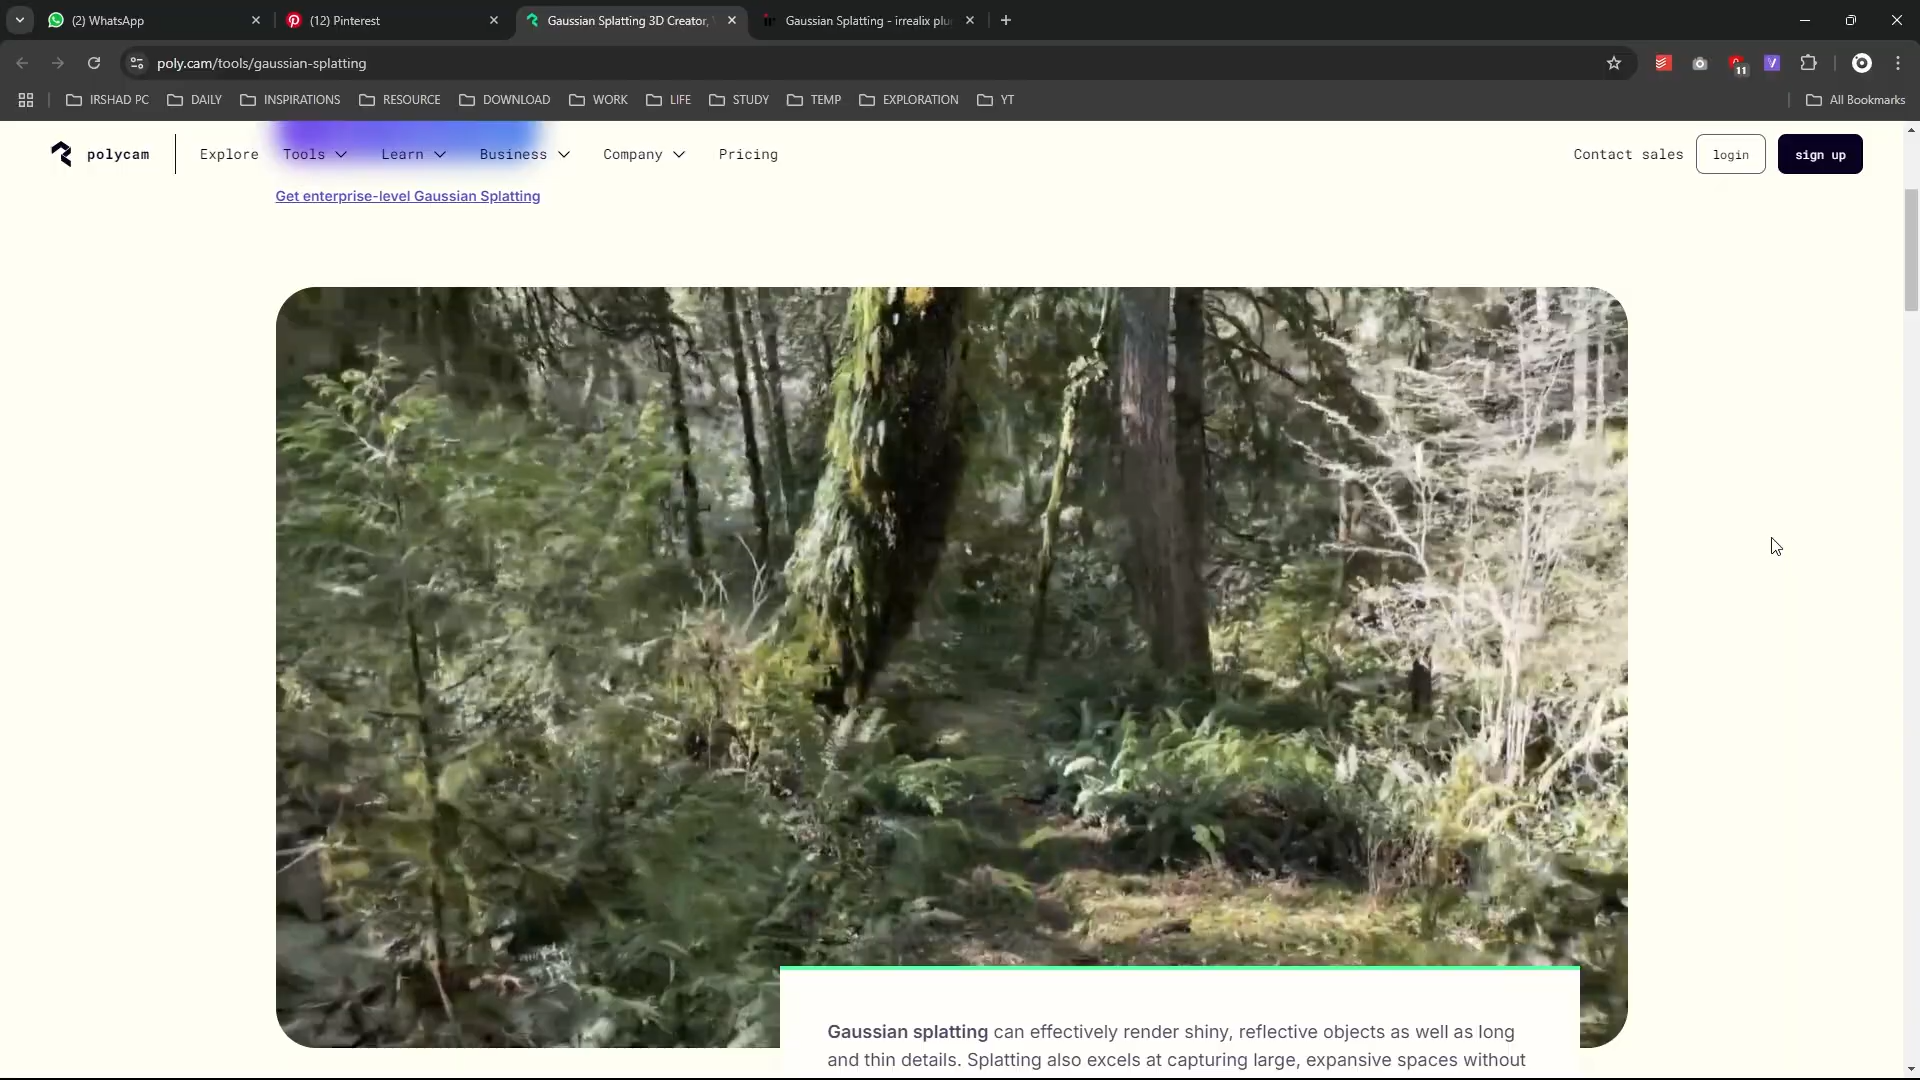 (2) WhatsApp
(12) Pinterest
Gaussian Splatting 3D Creator,
Gaussian Splatting - irrealix plu
poly.cam/tools/gaussian-splatting
11
IRSHAD PC
DAILY
INSPIRATIONS
RESOURCE
DOWNLOAD
WORK
LIFE
STUDY
TEMP
EXPLORATION
YT
All Bookmarks
polycam
Explore
Tools
Learn
Business
Company
Pricing
Contact sales
login
sign up
Get enterprise-level Gaussian Splatting
Gaussian splatting can effectively render shiny, reflective objects as well as long
and thin details. Splatting also excels at capturing large, expansive spaces without